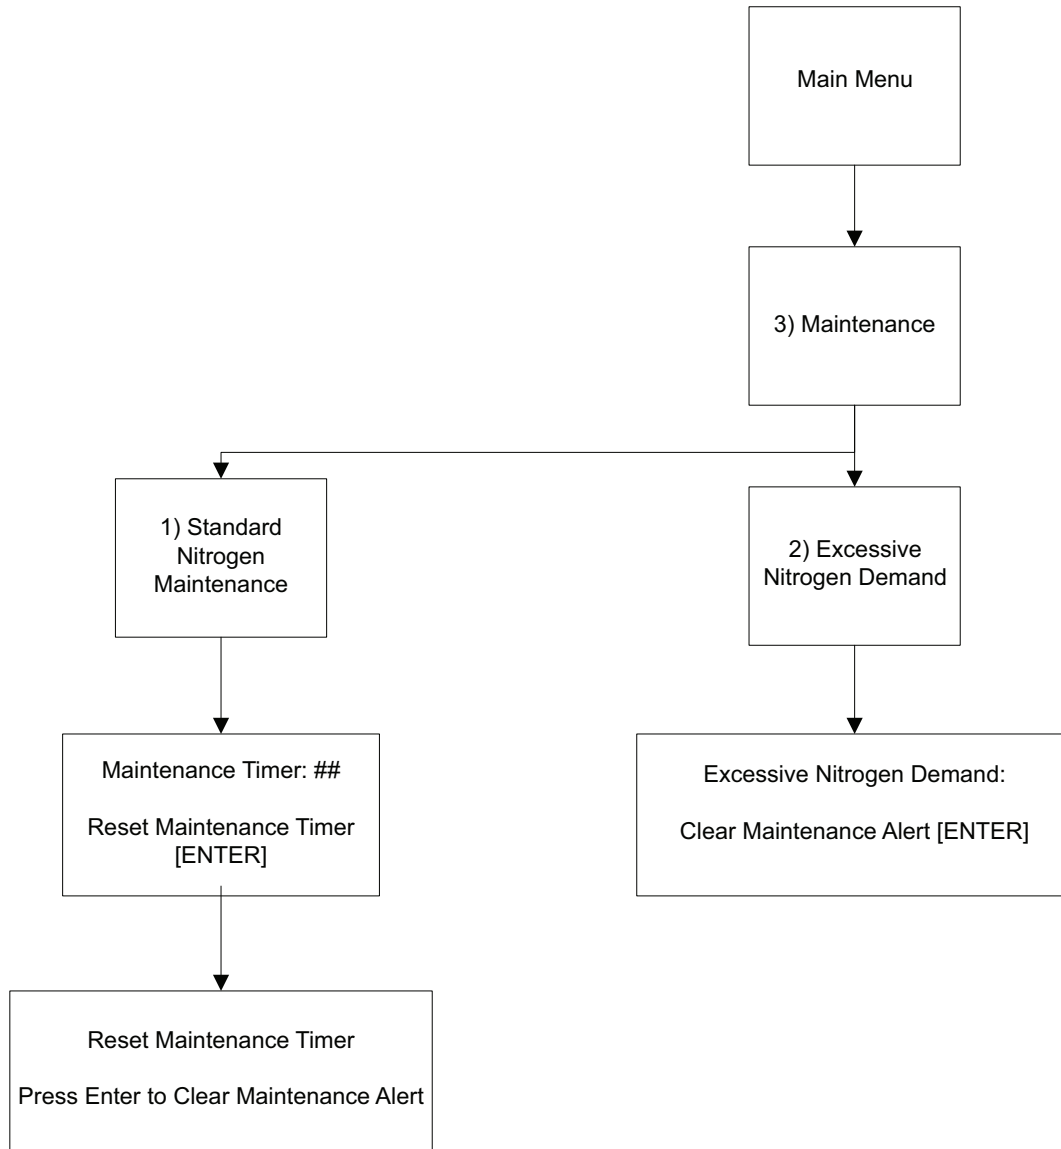 Main Menu
3) Maintenance
1) Standard
Nitrogen
Maintenance
2) Excessive
Nitrogen Demand
Maintenance Timer: ##
Reset Maintenance Timer
[ENTER]
Excessive Nitrogen Demand:
Clear Maintenance Alert [ENTER]
Reset Maintenance Timer
Press Enter to Clear Maintenance Alert